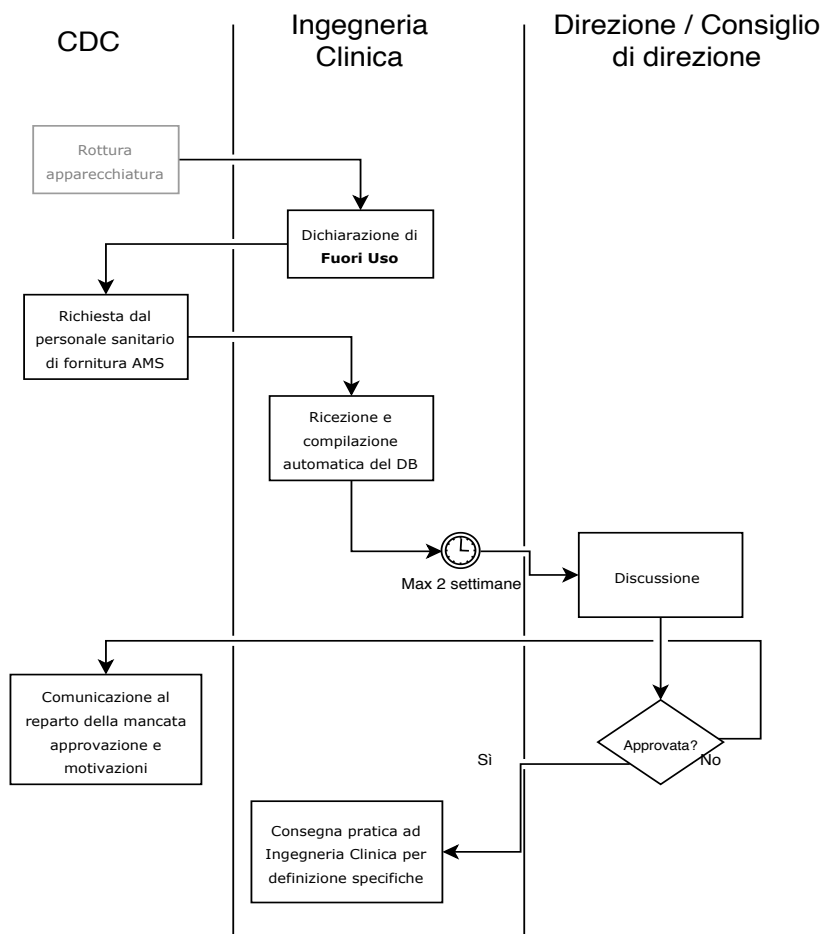 CDC
Ingegneria
Clinica
Direzione / Consiglio
di direzione
Rottura
apparecchiatura
Dichiarazione di
Fuori Uso
Richiesta dal
personale sanitario
di fornitura AMS
Ricezione e
compilazione
automatica del DB
Max 2 settimane
Discussione
Comunicazione al
reparto della mancata
approvazione e
motivazioni
Approvata?
No
Sì
Consegna pratica ad
Ingegneria Clinica per
definizione specifiche